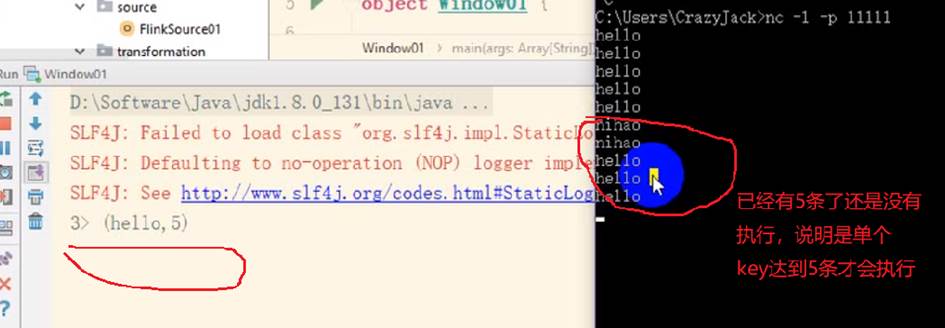 source
FlinkSource01
transformation
5
object Window01 {
6
Window01
main(args: Array[String])
Run
Window01
D:\Software\Java\jdk1.8.0_131\bin\java ...
SLF4J: Failed to load class "org.slf4j.impl.StaticLo
SLF4J: Defaulting to no-operation (NOP) logger imple
SLF4J: See http://www.slf4j.org/codes.html#StaticLog
3> (hello,5)
C:\Users\CrazyJack>nc -l -p 11111
hello
hello
hello
hello
hello
nihao
nihao
hello
hello
hello
已经有5条了还是没有
执行，说明是单个
key达到5条才会执行